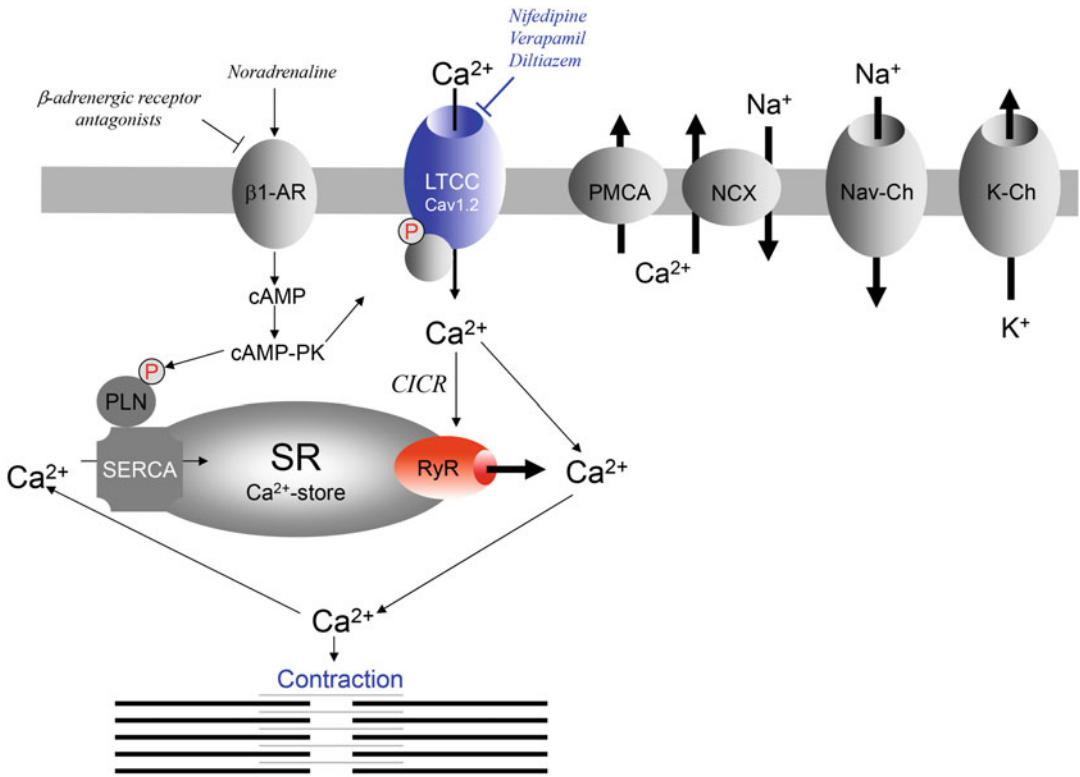 Nifedipine
Verapamil
Diltiazem
Noradrenaline
β-adrenergic receptor
antagonists
Ca²⁺
Na⁺
Na⁺
β1-AR
LTCC
Cav1.2
PMCA
NCX
Nav-Ch
K-Ch
P
Ca²⁺
K⁺
cAMP
cAMP-PK
Ca²⁺
CICR
P
PLN
SERCA
SR
Ca²⁺-store
RyR
Ca²⁺
Ca²⁺
Ca²⁺
Contraction